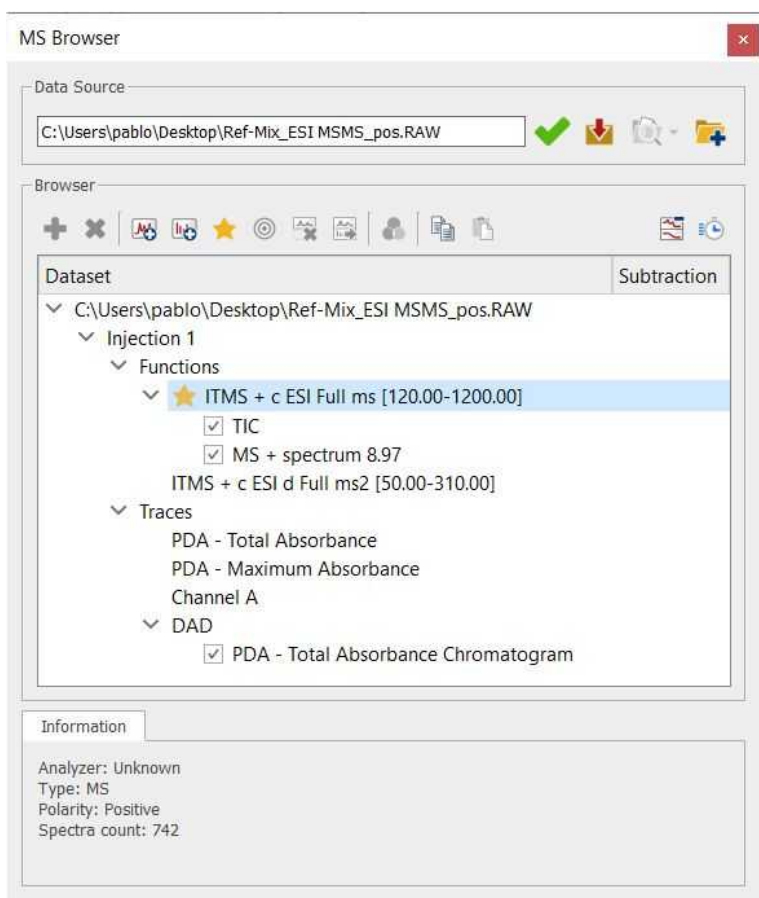 MS Browser
Data Source
C:\Users\pablo\Desktop\Ref-Mix_ESI MSMS_pos.RAW
Browser
Dataset Subtraction
C:\Users\pablo\Desktop\Ref-Mix_ESI MSMS_pos.RAW
Injection 1
Functions
ITMS + c ESI Full ms [120.00-1200.00]
TIC
MS + spectrum 8.97
ITMS + c ESI d Full ms2 [50.00-310.00]
Traces
PDA - Total Absorbance
PDA - Maximum Absorbance
Channel A
DAD
PDA - Total Absorbance Chromatogram
Information
Analyzer: Unknown
Type: MS
Polarity: Positive
Spectra count: 742